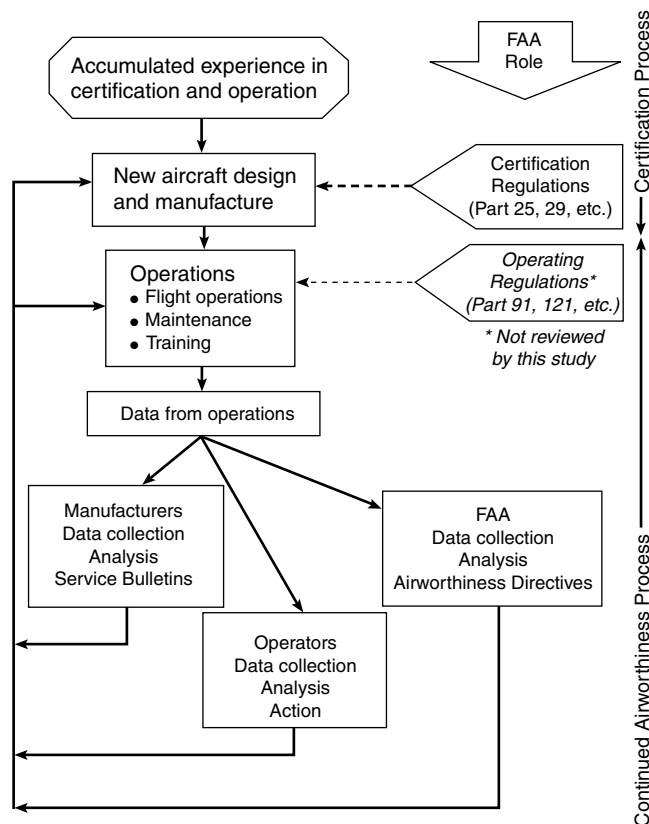 FAA
Role
Accumulated experience in
certification and operation
Certification Process
New aircraft design
and manufacture
Certification
Regulations
(Part 25, 29, etc.)
Operations
• Flight operations
• Maintenance
• Training
Operating
Regulations*
(Part 91, 121, etc.)
* Not reviewed
by this study
Data from operations
Manufacturers
Data collection
Analysis
Service Bulletins
FAA
Data collection
Analysis
Airworthiness Directives
Operators
Data collection
Analysis
Action
Continued Airworthiness Process